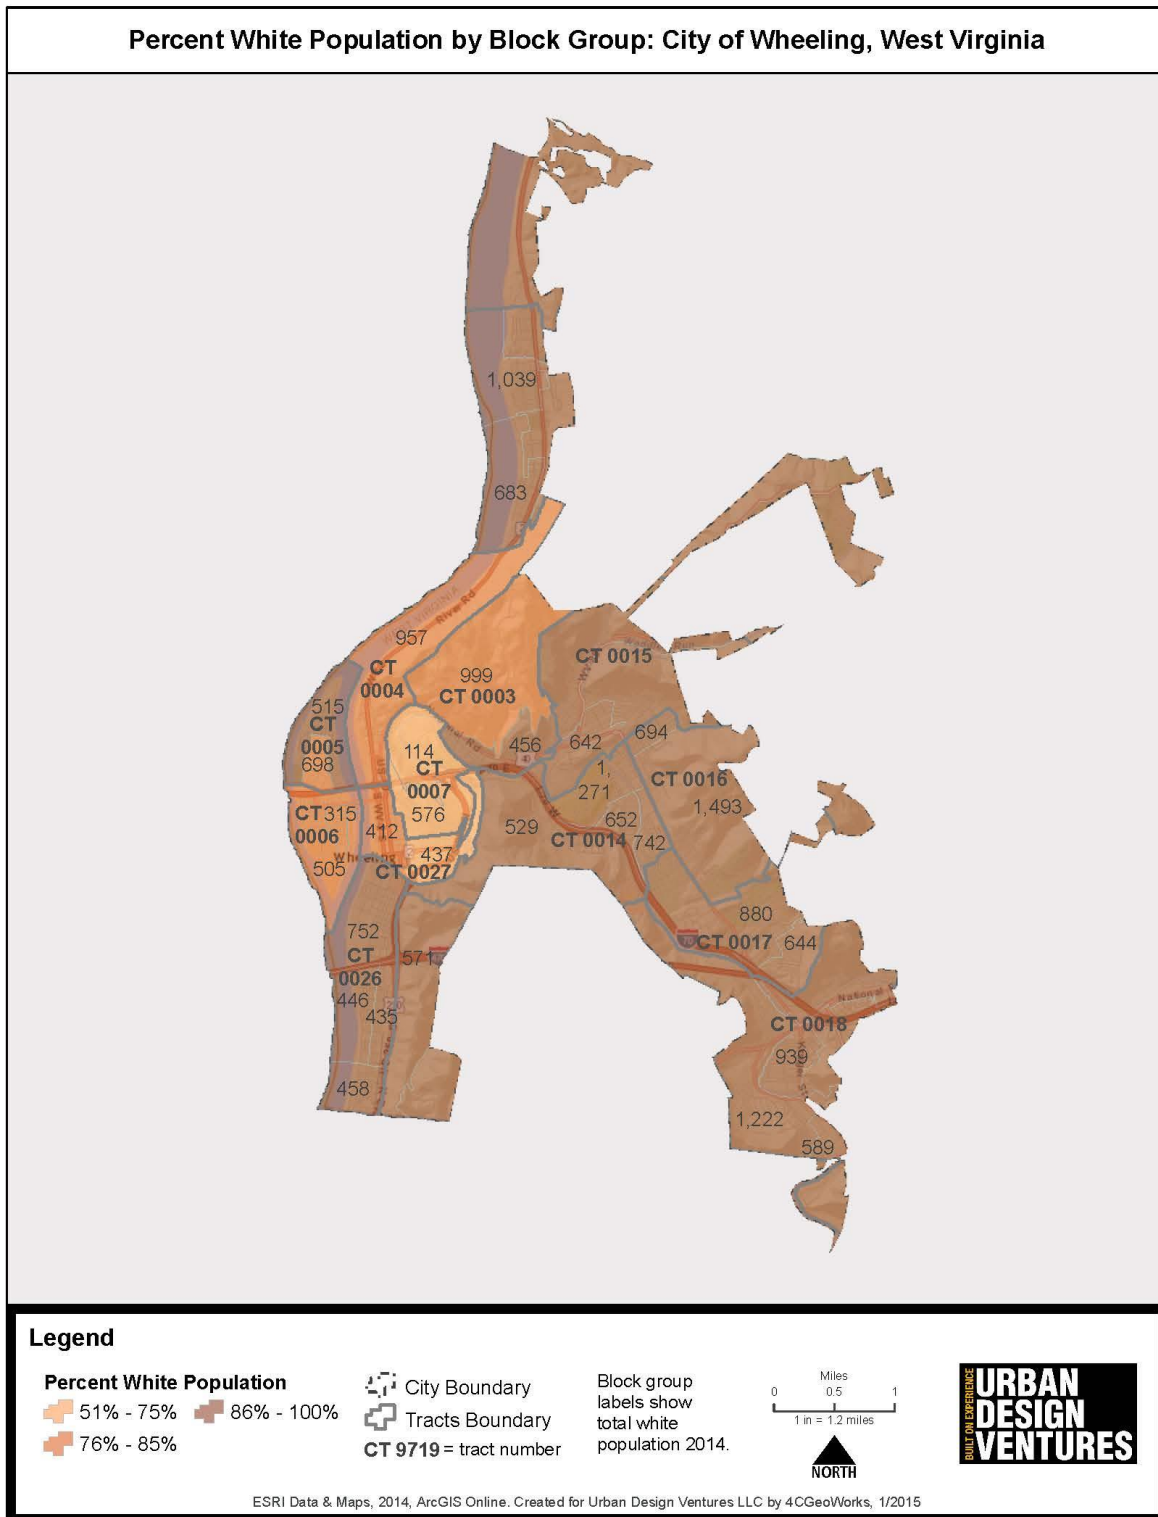 Percent White Population by Block Group: City of Wheeling, West Virginia
1,039
683
WEST VIRGINIA
River Rd
957
CT 0015
999
CT
0004
CT 0003
515
CT
0005
698
694
456
642
114
CT
0007
1,
271
CT 0016
1,493
CT 315
0006
576
412
652
529
CT 0014
742
437
Wheeling
505
CT 0027
880
752
CT 0017
644
CT
0026
571
446
435
National
CT 0018
939
458
1,222
589
Legend
Percent White Population
51% - 75%
86% - 100%
76% - 85%
City Boundary
Tracts Boundary
CT 9719 = tract number
Block group
labels show
total white
population 2014.
Miles
0 0.5 1
1 in = 1.2 miles
NORTH
BUILT ON EXPERIENCE
URBAN
DESIGN
VENTURES
ESRI Data & Maps, 2014, ArcGIS Online. Created for Urban Design Ventures LLC by 4CGeoWorks, 1/2015